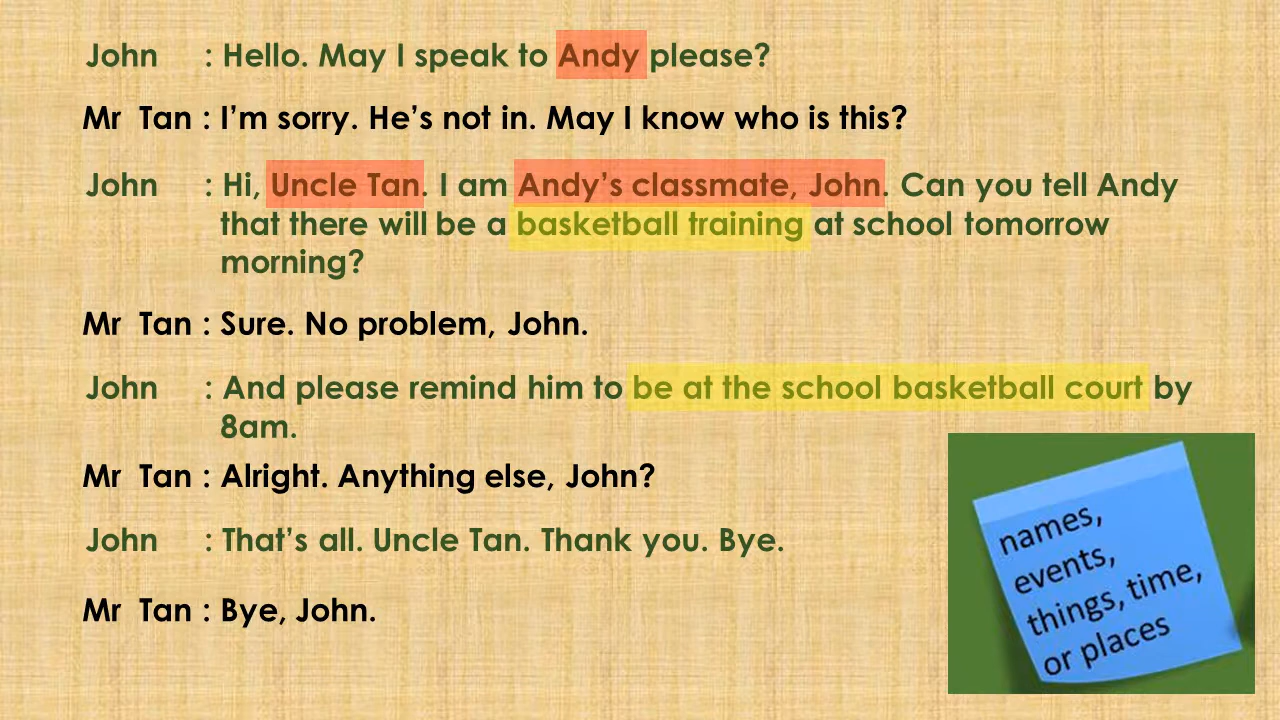 John : Hello. May I speak to Andy please?
Mr Tan : I’m sorry. He’s not in. May I know who is this?
John : Hi, Uncle Tan. I am Andy’s classmate, John. Can you tell Andy
that there will be a basketball training at school tomorrow
morning?
Mr Tan : Sure. No problem, John.
John : And please remind him to be at the school basketball court by
8am.
Mr Tan : Alright. Anything else, John?
John : That’s all. Uncle Tan. Thank you. Bye.
Mr Tan : Bye, John.
names,
events,
things, time,
or places